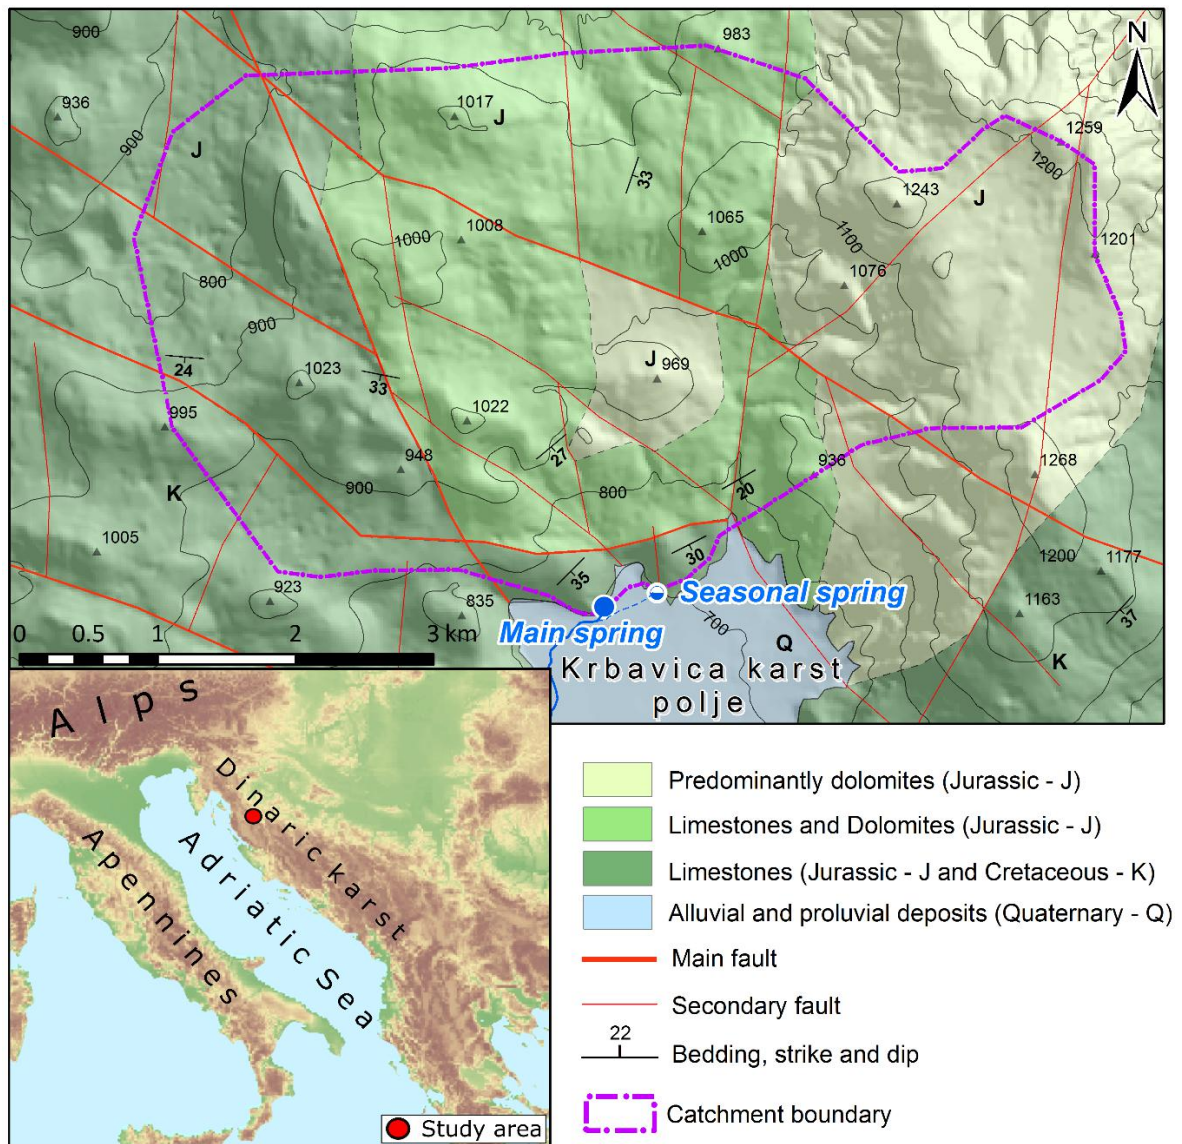 900
983
N
936
1017
J
1259
900
J
1200
33
1243
J
1065
1008
1000
1100
1201
1000
1076
800
900
J
969
24
1023
33
1022
995
27
948
936
1268
K
900
800
20
1005
30
1200
1177
923
35
Seasonal spring
835
1163
37
0 0.5 1 2 3 km
Main spring
700
Q
K
Krbavica karst
polje
Alps
Dinaric karst
Adriatic Sea
Apennines
Study area
Predominantly dolomites (Jurassic - J)
Limestones and Dolomites (Jurassic - J)
Limestones (Jurassic - J and Cretaceous - K)
Alluvial and proluvial deposits (Quaternary - Q)
Main fault
Secondary fault
22
Bedding, strike and dip
Catchment boundary